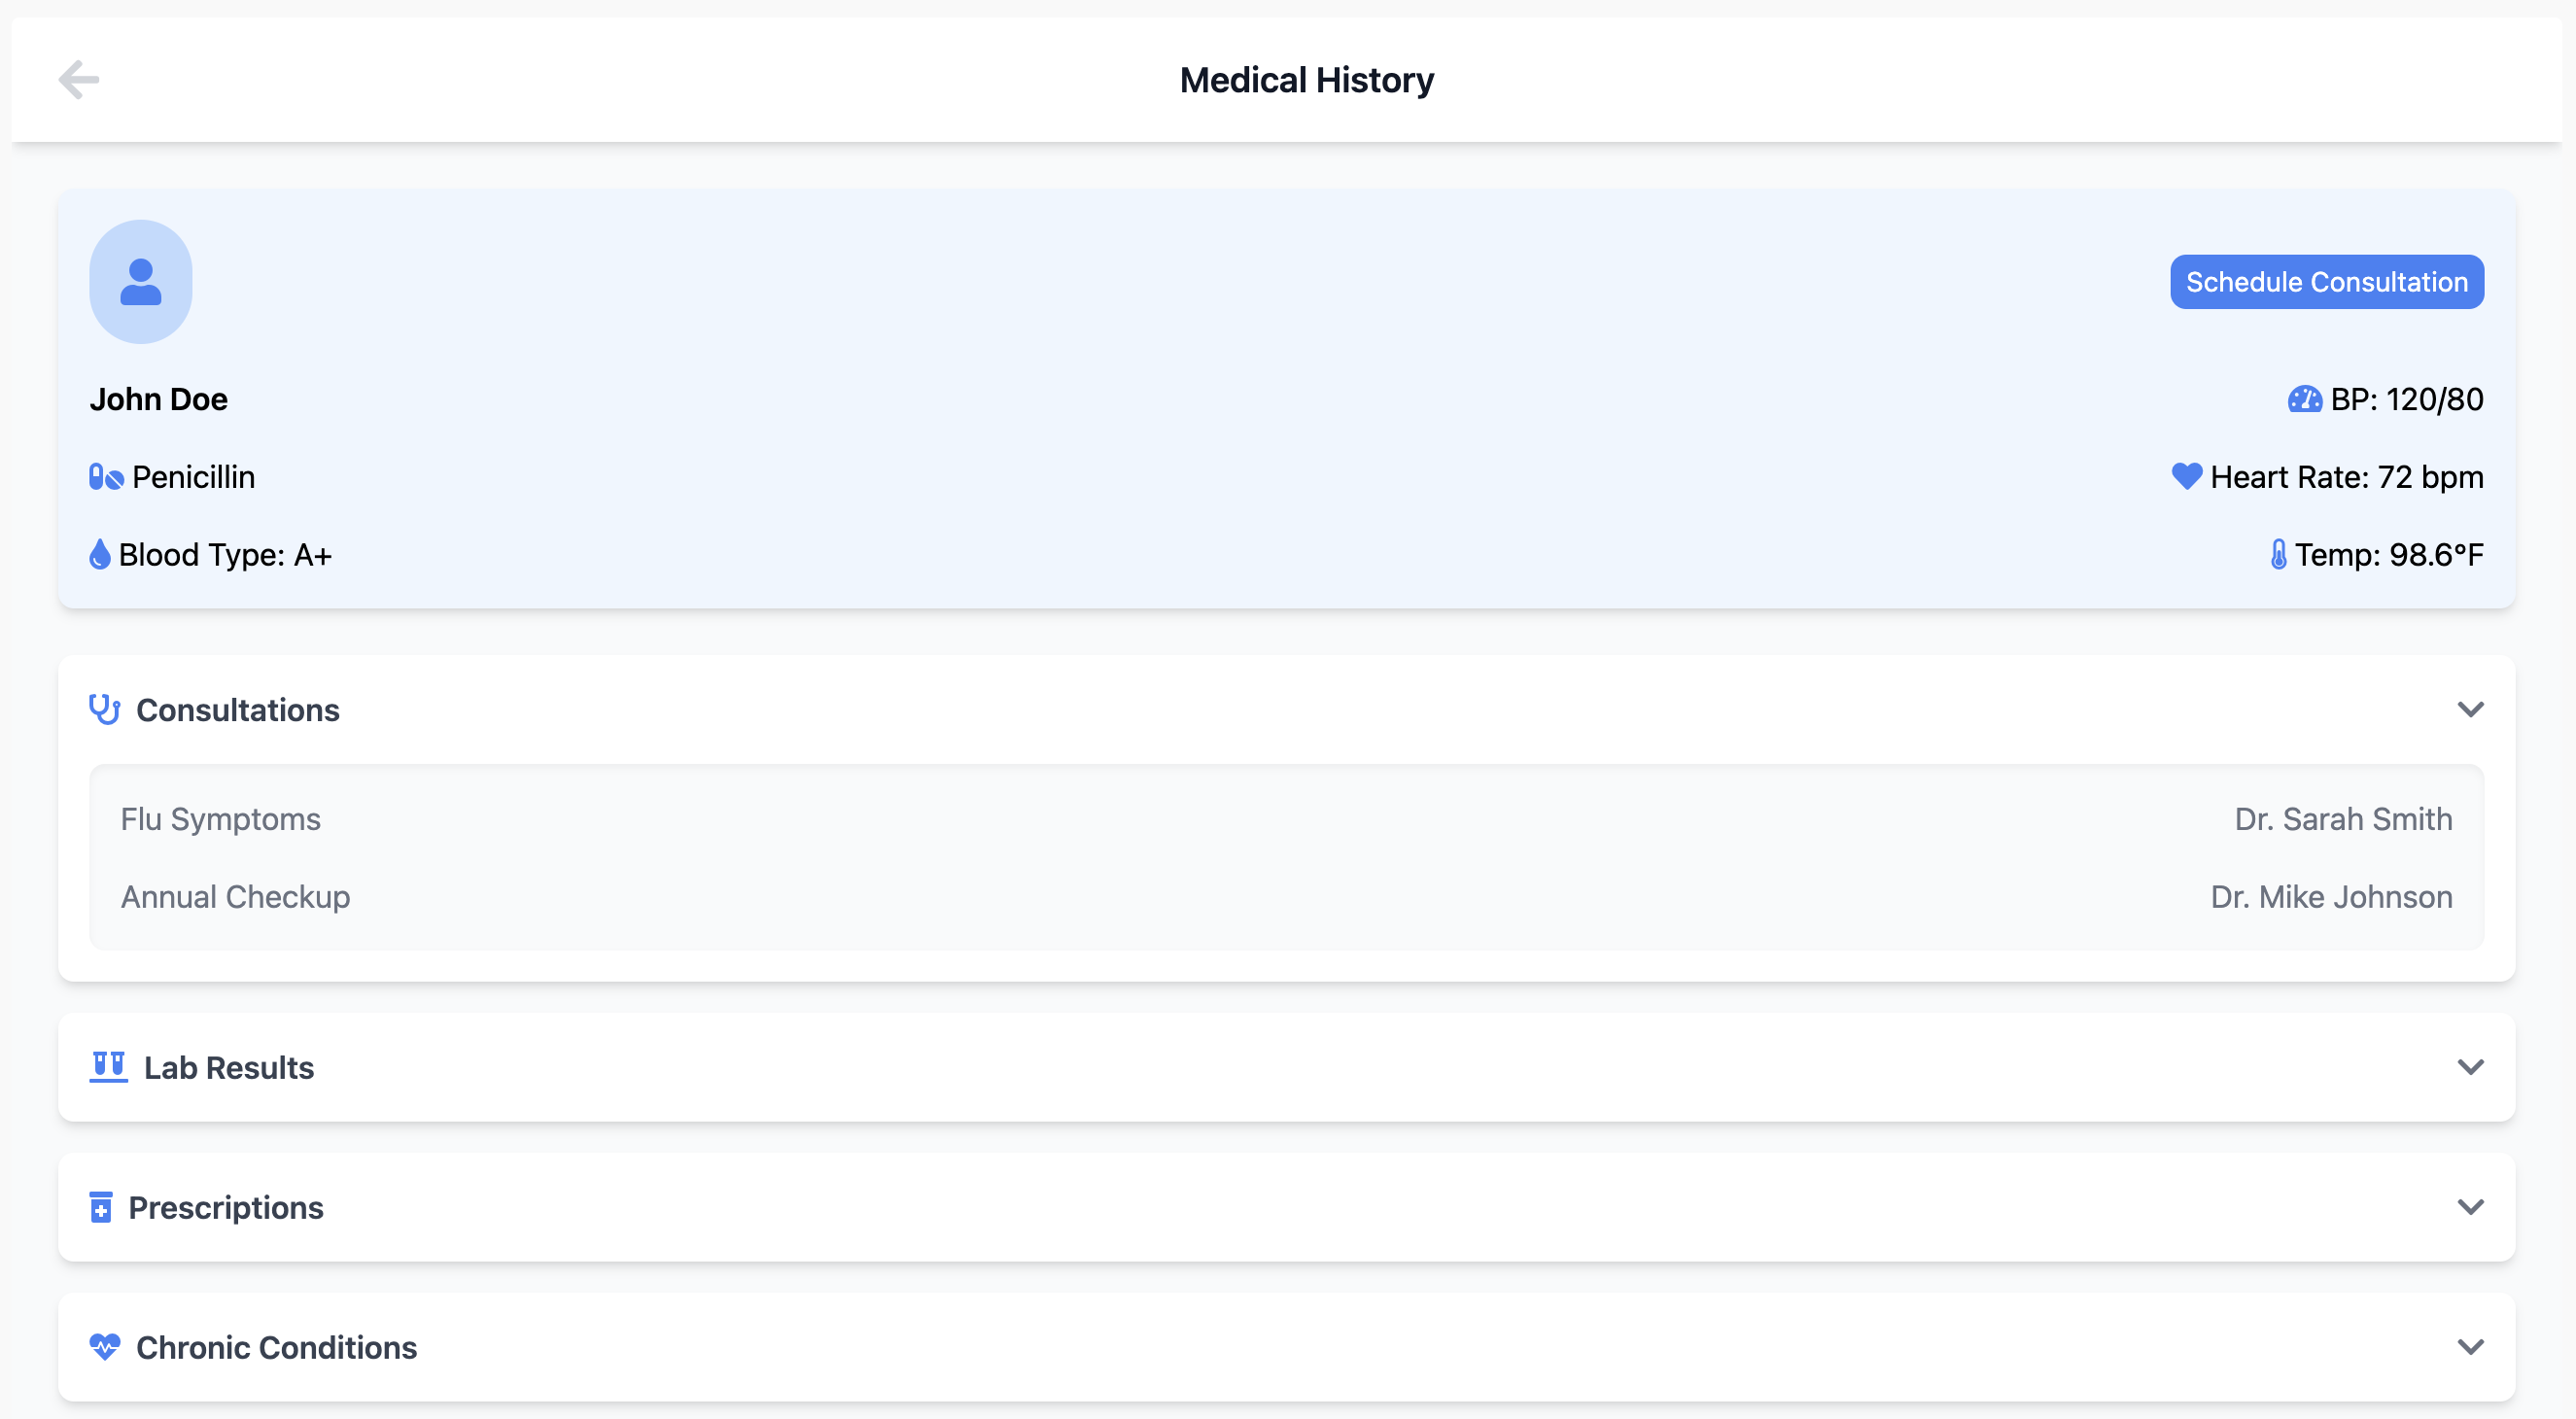 Medical History
Schedule Consultation
John Doe
BP: 120/80
Penicillin
Heart Rate: 72 bpm
Blood Type: A+
Temp: 98.6°F
Consultations
Flu Symptoms
Dr. Sarah Smith
Annual Checkup
Dr. Mike Johnson
Lab Results
Prescriptions
Chronic Conditions